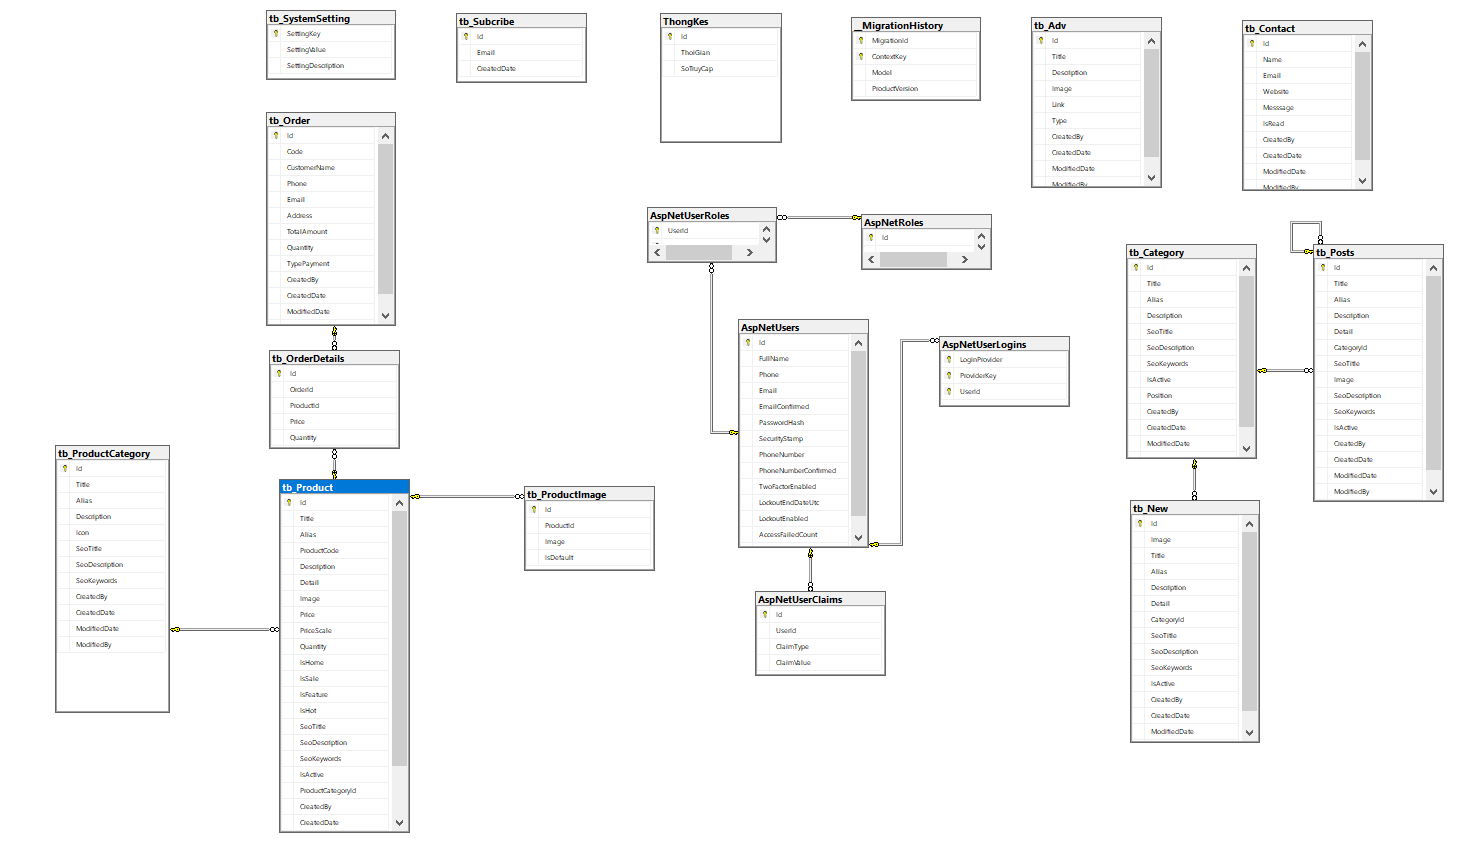 tb_SystemSetting
SettingKey
SettingValue
SettingDescription
tb_Subcribe
Id
Email
CreatedDate
ThongKes
Id
ThoiGian
SoTruyCap
__MigrationHistory
MigrationId
ContextKey
Model
ProductVersion
tb_Adv
Id
Title
Description
Image
Link
Type
CreatedBy
CreatedDate
ModifiedDate
ModifiedBy
tb_Contact
Id
Name
Email
Website
Messsage
IsRead
CreatedBy
CreatedDate
ModifiedDate
ModifiedBy
tb_Order
Id
Code
CustomerName
Phone
Email
Address
TotalAmount
Quantity
TypePayment
CreatedBy
CreatedDate
ModifiedDate
AspNetUserRoles
UserId
AspNetRoles
Id
tb_Category
Id
Title
Alias
Description
SeoTitle
SeoDescription
SeoKeywords
IsActive
Position
CreatedBy
CreatedDate
ModifiedDate
tb_Posts
Id
Title
Alias
Description
Detail
CategoryId
SeoTitle
Image
SeoDescription
SeoKeywords
IsActive
CreatedBy
CreatedDate
ModifiedDate
ModifiedBy
tb_OrderDetails
Id
OrderId
ProductId
Price
Quantity
AspNetUsers
Id
FullName
Phone
Email
EmailConfirmed
PasswordHash
SecurityStamp
PhoneNumber
PhoneNumberConfirmed
TwoFactorEnabled
LockoutEndDateUtc
LockoutEnabled
AccessFailedCount
AspNetUserLogins
LoginProvider
ProviderKey
UserId
tb_ProductCategory
Id
Title
Alias
Description
Icon
SeoTitle
SeoDescription
SeoKeywords
CreatedBy
CreatedDate
ModifiedDate
ModifiedBy
tb_Product
Id
Title
Alias
ProductCode
Description
Detail
Image
Price
PriceScale
Quantity
IsHome
IsSale
IsFeature
IsHot
SeoTitle
SeoDescription
SeoKeywords
IsActive
ProductCategoryId
CreatedBy
CreatedDate
tb_ProductImage
Id
ProductId
Image
IsDefault
AspNetUserClaims
Id
UserId
ClaimType
ClaimValue
tb_New
Id
Image
Title
Alias
Description
Detail
CategoryId
SeoTitle
SeoDescription
SeoKeywords
IsActive
CreatedBy
CreatedDate
ModifiedDate